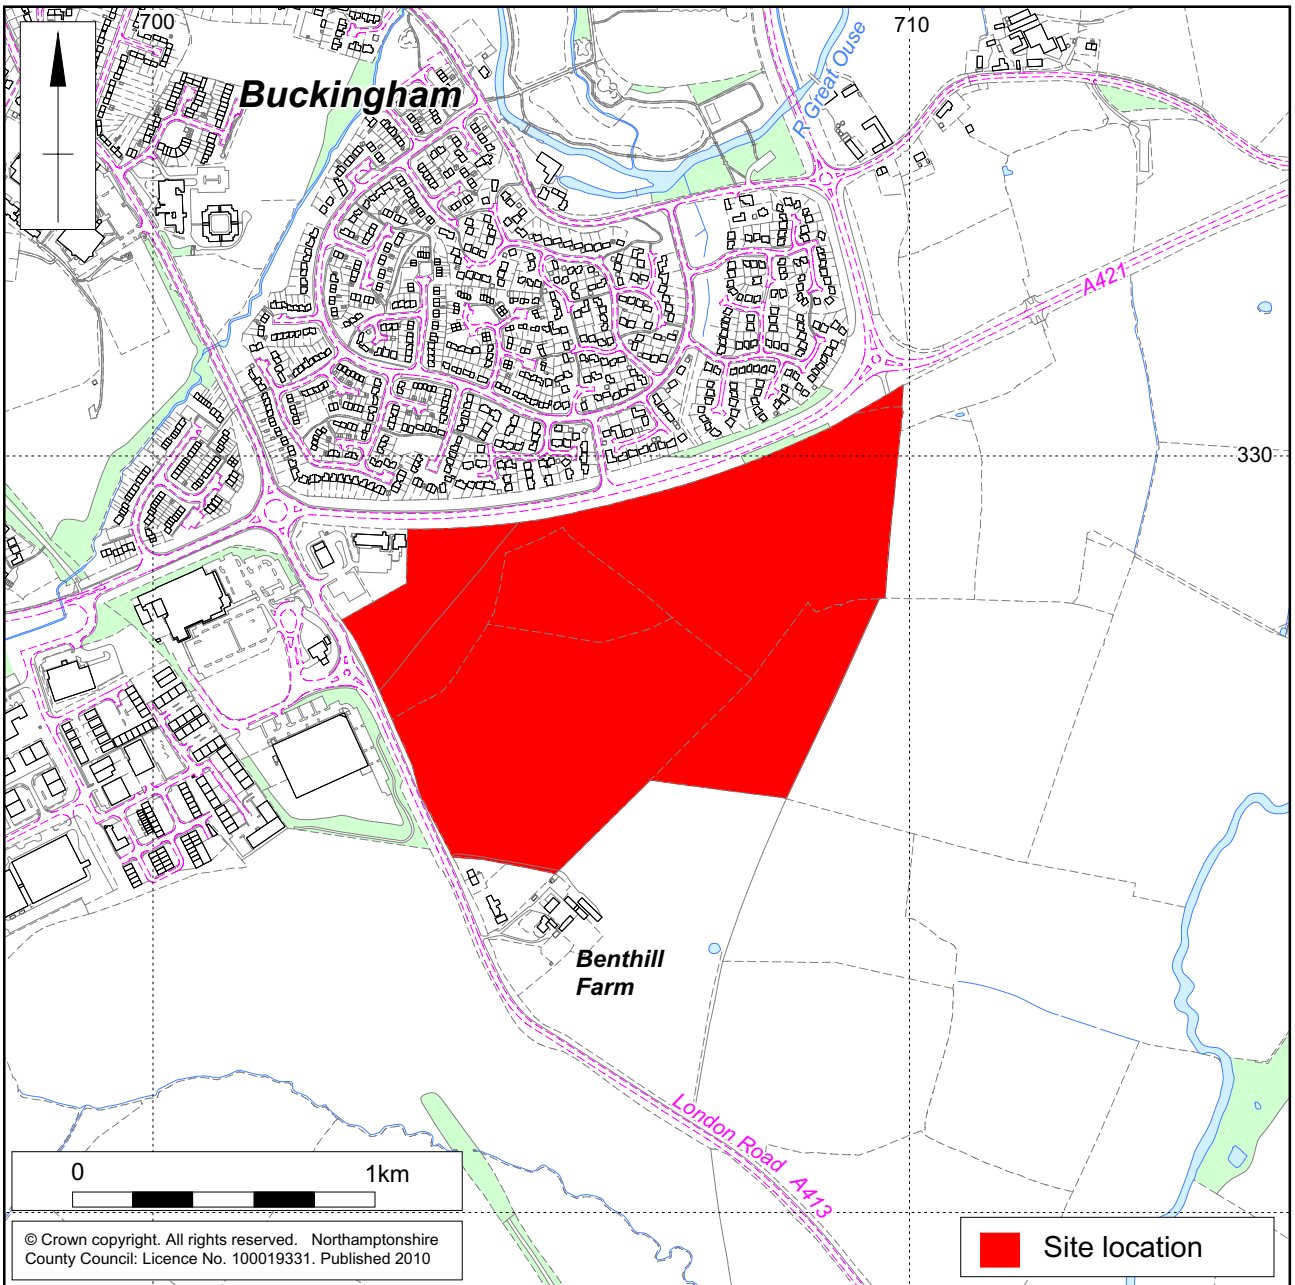 700
710
Buckingham
R Great Ouse
A421
330
Benthill
Farm
London Road A413
0 1km
© Crown copyright. All rights reserved. Northamptonshire
County Council: Licence No. 100019331. Published 2010
Site location